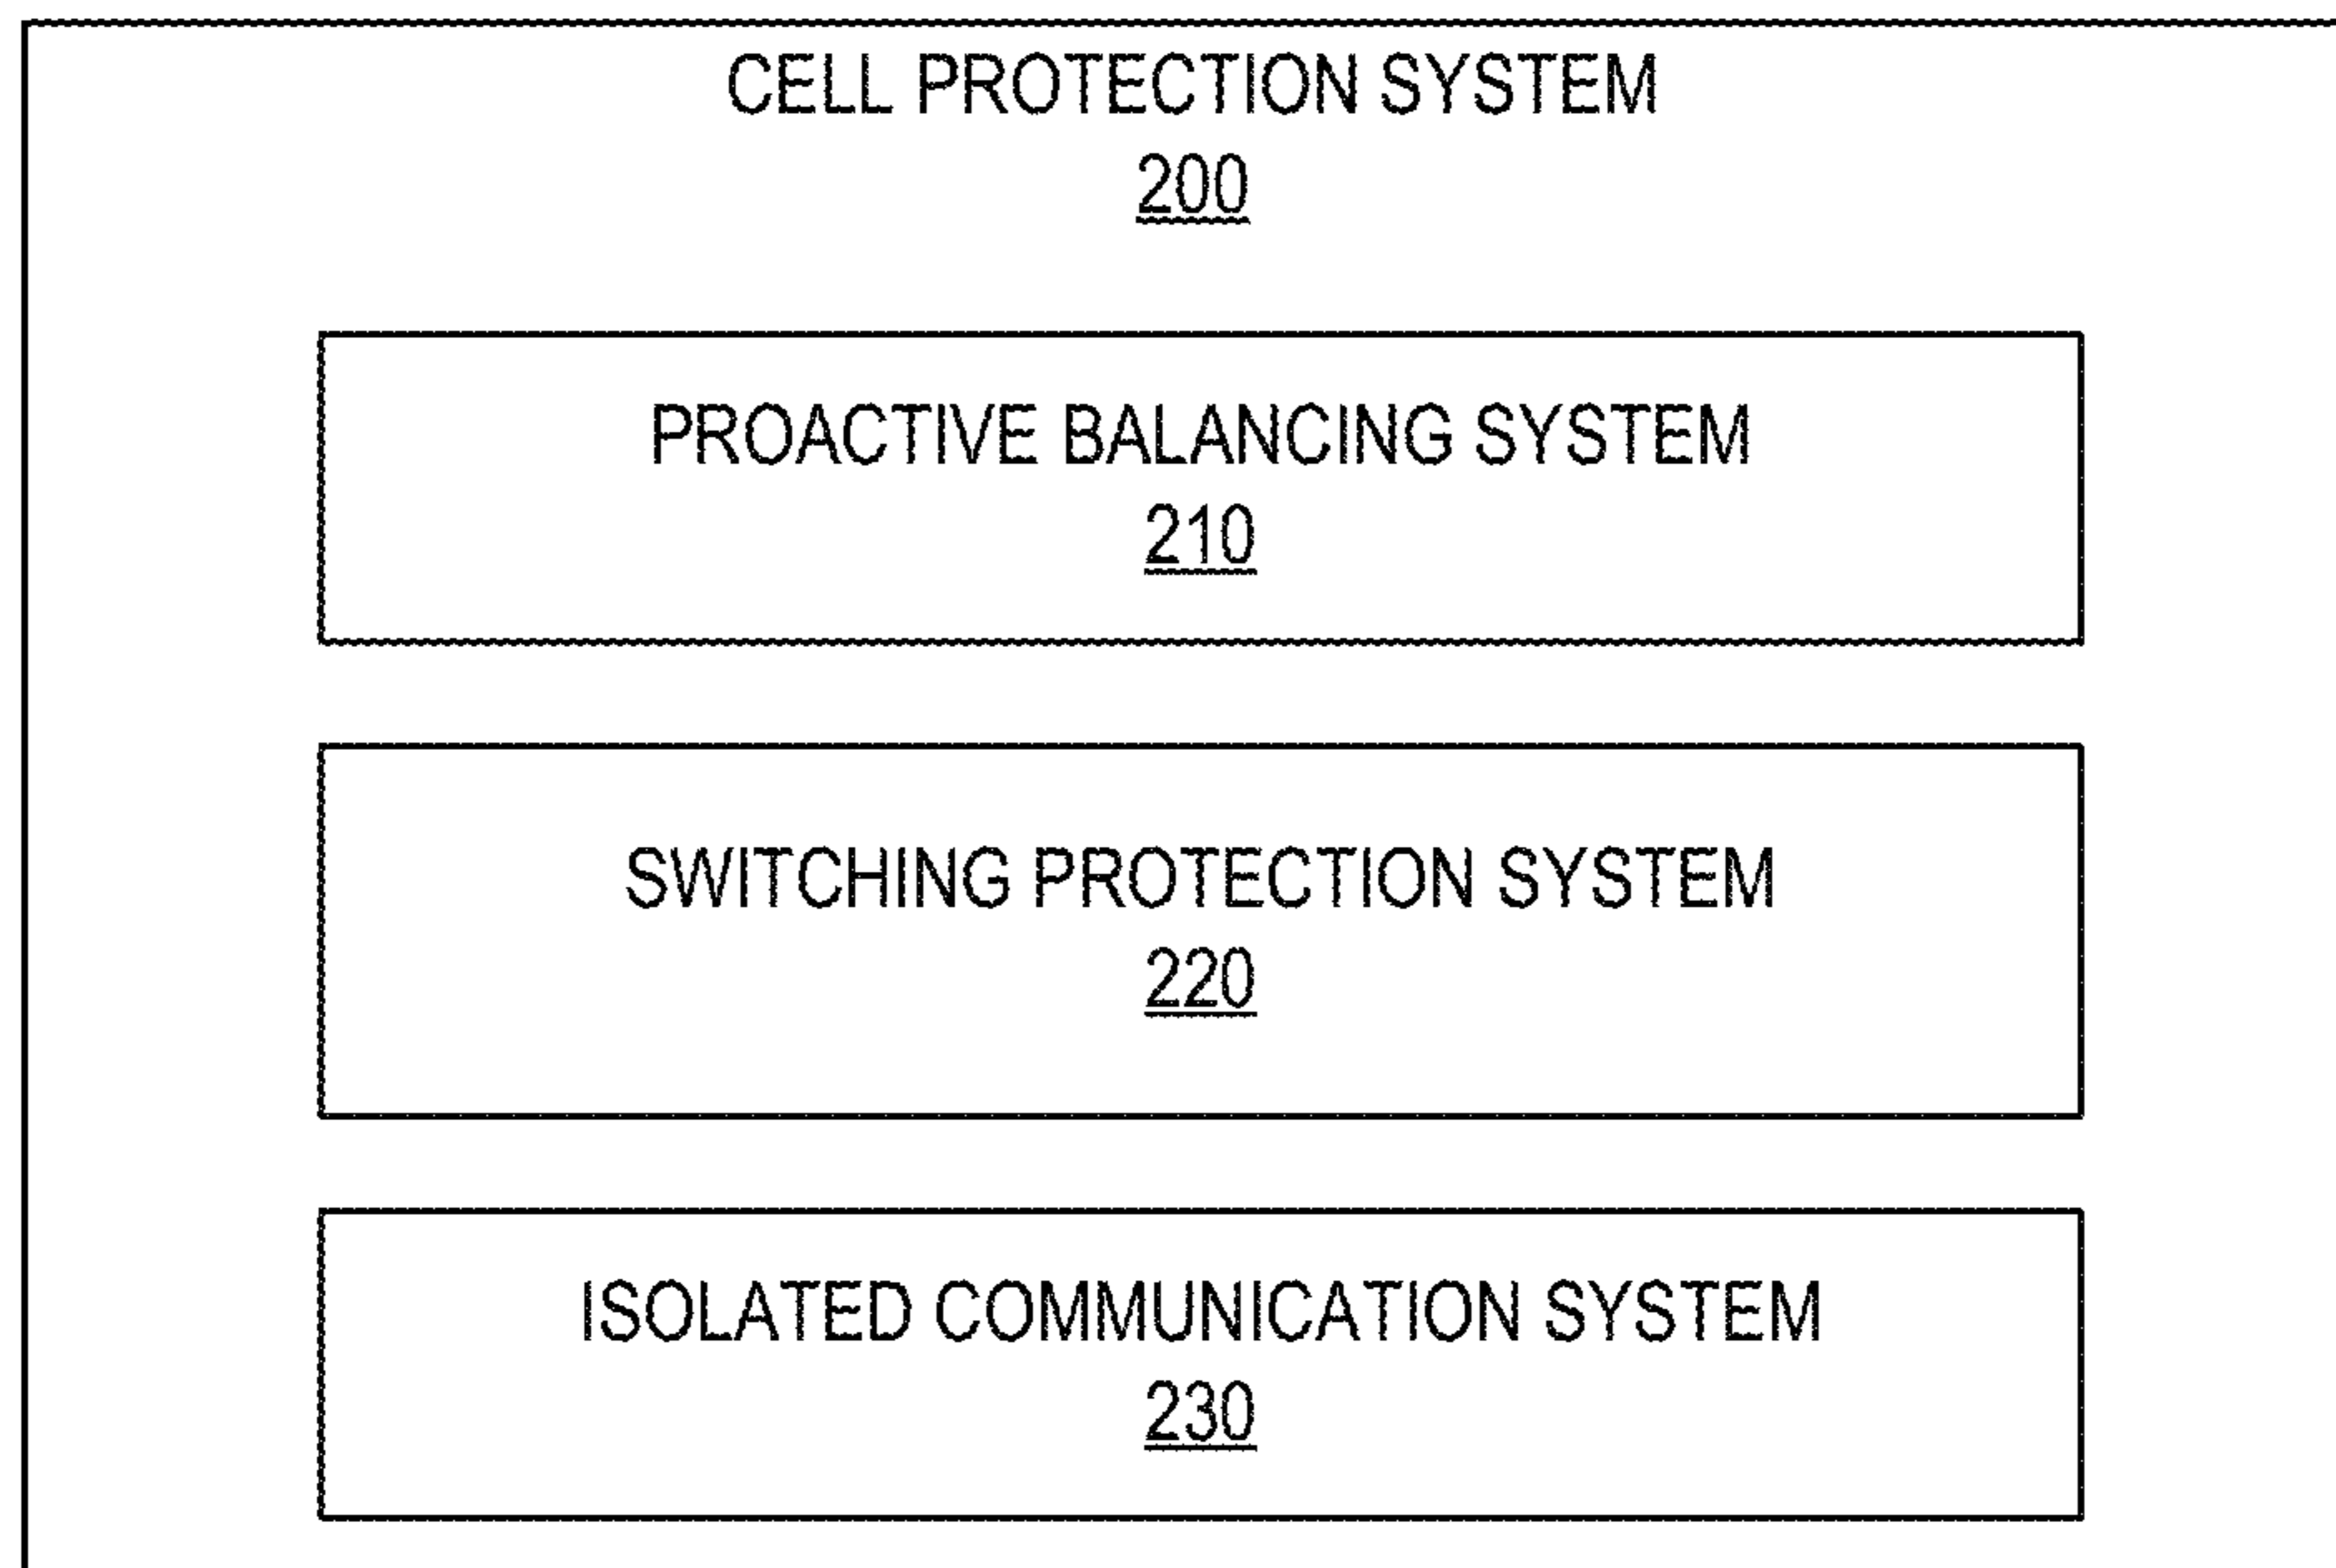 CELL PROTECTION SYSTEM
200
PROACTIVE BALANCING SYSTEM
210
SWITCHING PROTECTION SYSTEM
220
ISOLATED COMMUNICATION SYSTEM
230